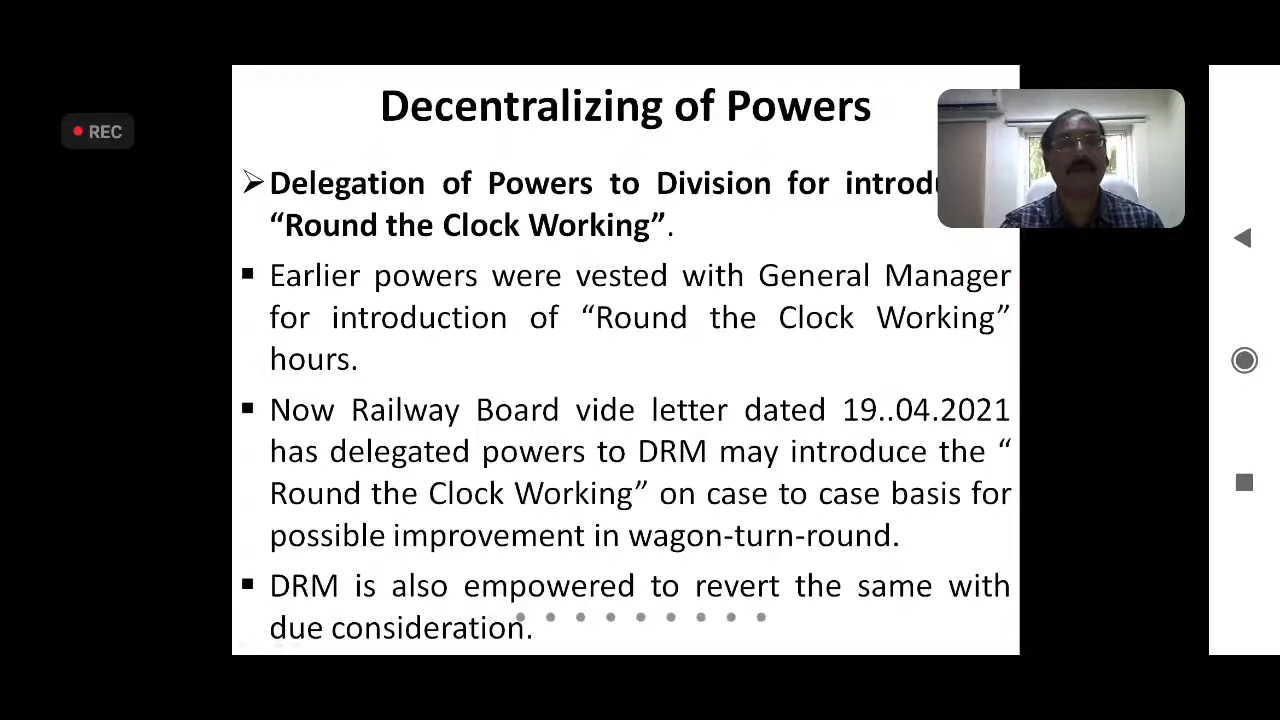 Decentralizing of Powers
REC
➢Delegation of Powers to Division for
“Round the Clock Working”.
▪ Earlier powers were vested with General Manager
for introduction of “Round the Clock Working”
hours.
▪ Now Railway Board vide letter dated 19..04.2021
has delegated powers to DRM may introduce the “
Round the Clock Working” on case to case basis for
possible improvement in wagon-turn-round.
▪ DRM is also empowered to revert the same with
due consideration.